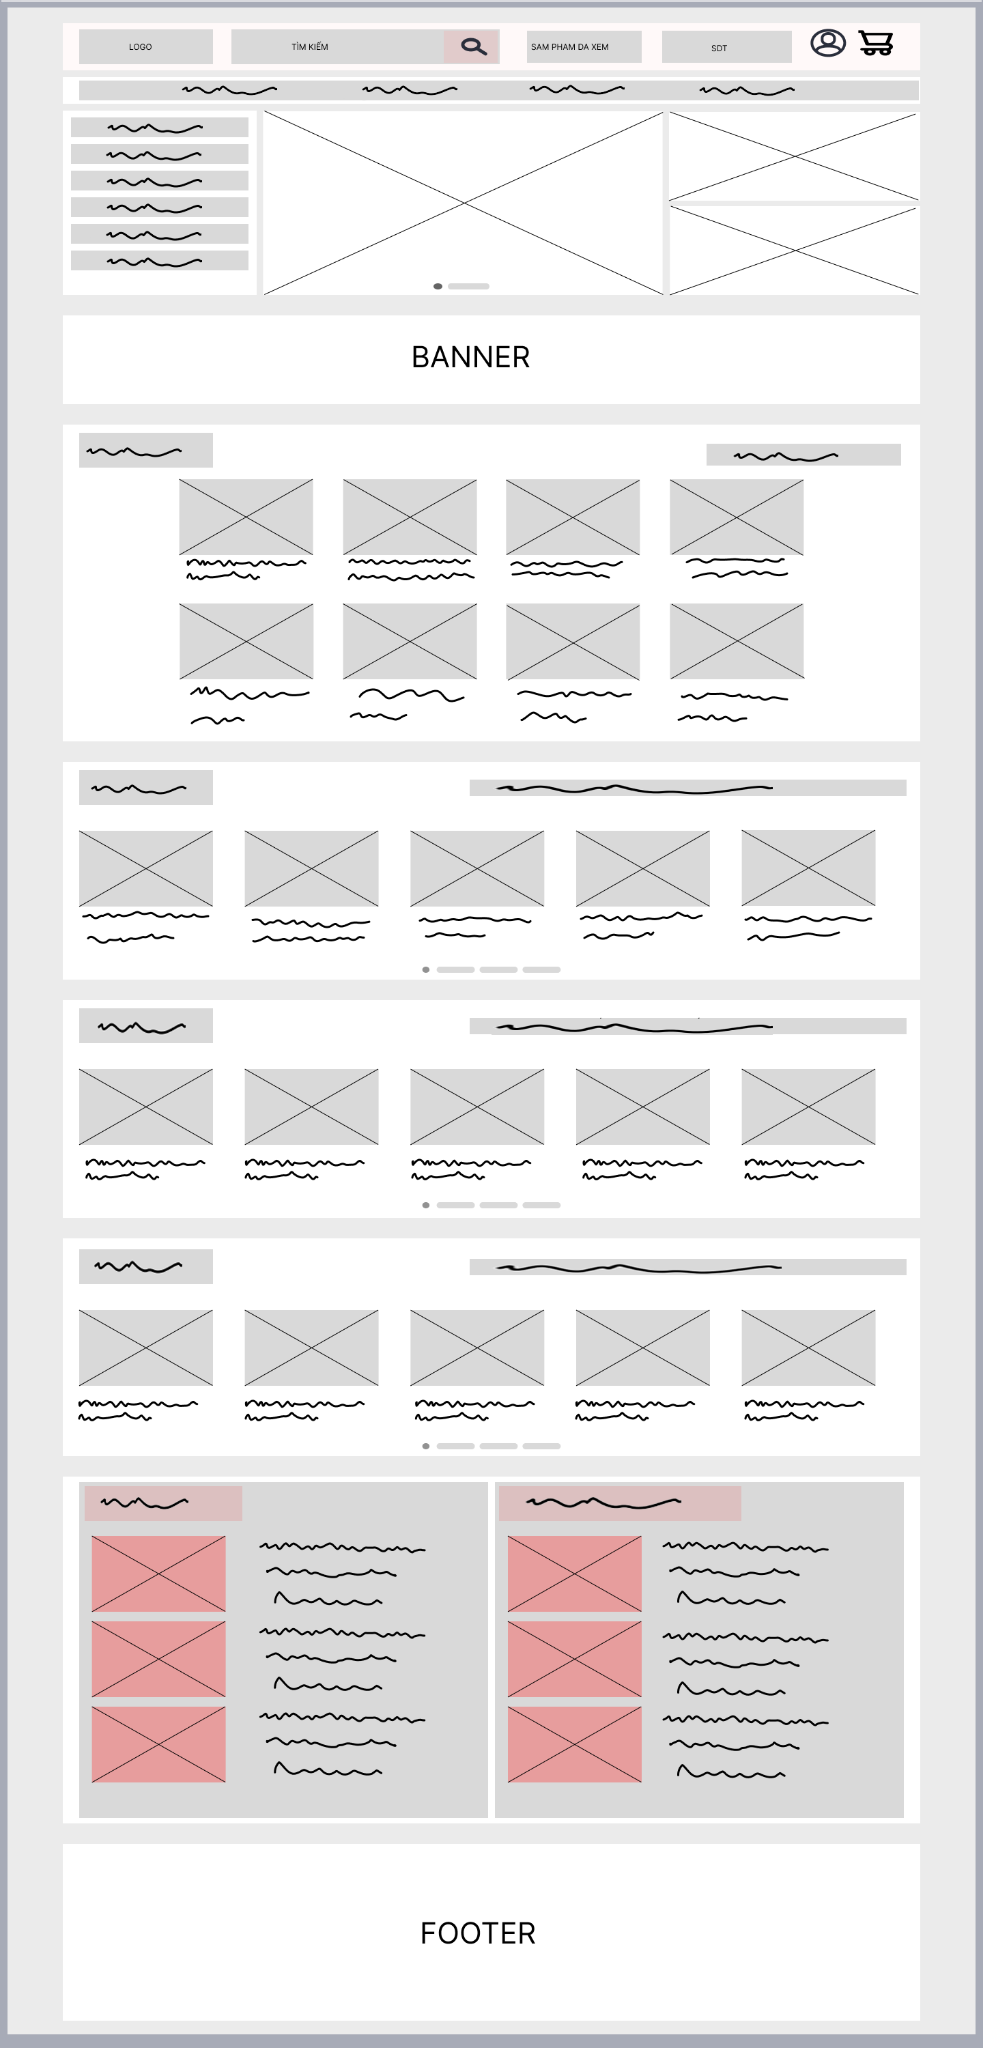 LOGO
TÌM KIẾM
SAM PHAM DA XEM
SDT
BANNER
FOOTER